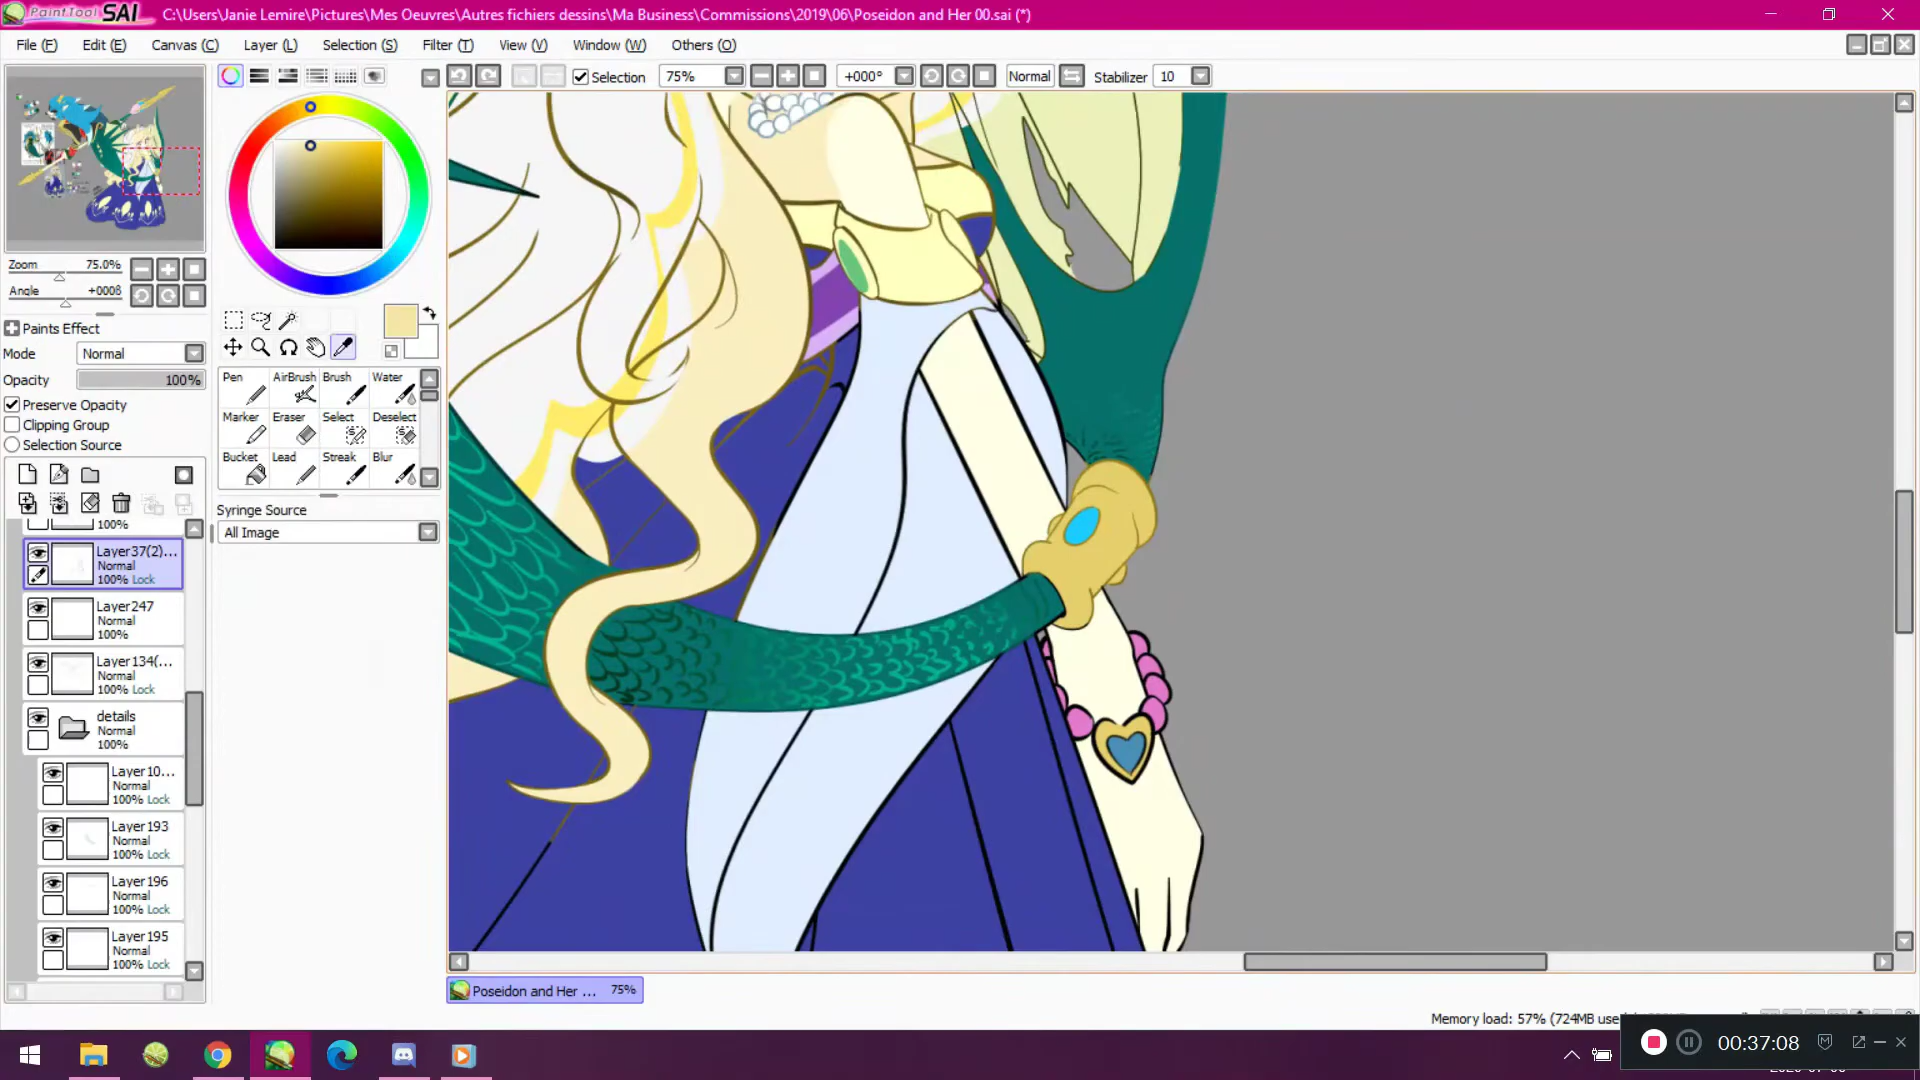 PaintTool SAI C:\Users\Janie Lemire\Pictures\Mes Oeuvres\Autres fichiers dessins\Ma Business\Commissions\2019\06\Poseidon and Her 00.sai (*)
File (F) Edit (E) Canvas (C) Layer (L) Selection (S) Filter (T) View (V) Window (W) Others (O)
Selection 75% +000° Normal Stabilizer 10
Zoom 75.0%
Angle +0008
Paints Effect
Mode Normal
Opacity 100%
Preserve Opacity
Clipping Group
Selection Source
Pen AirBrush Brush Water
Marker Eraser Select Deselect
Bucket Lead Streak Blur
Syringe Source
All Image
100%
Layer37(2)...
Normal
100% Lock
Layer247
Normal
100%
Layer134(...
Normal
100% Lock
details
Normal
100%
Layer10...
Normal
100% Lock
Layer193
Normal
100% Lock
Layer196
Normal
100% Lock
Layer195
Normal
100% Lock
Poseidon and Her ... 75%
Memory load: 57% (724MB use
00:37:08